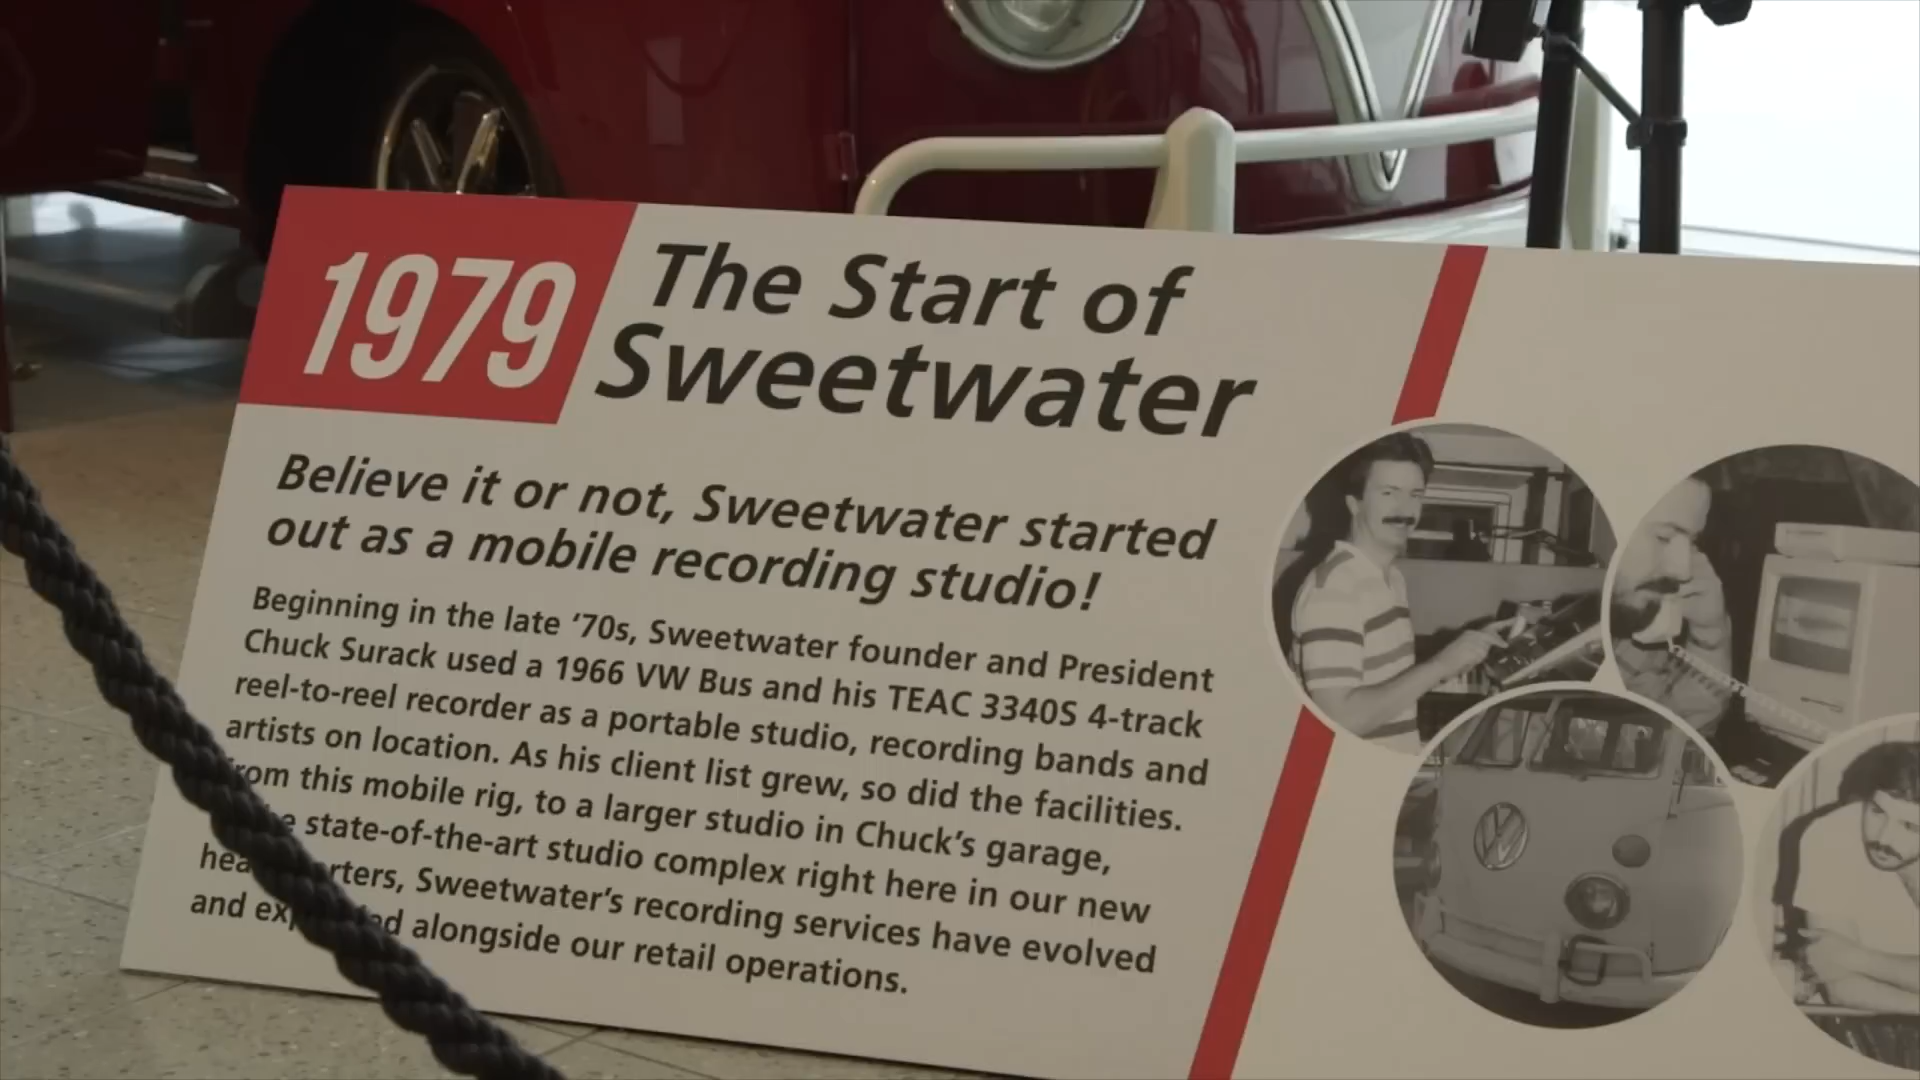 1979
The Start of
Sweetwater
Believe it or not, Sweetwater started
out as a mobile recording studio!
Beginning in the late '70s, Sweetwater founder and President
Chuck Surack used a 1966 VW Bus and his TEAC 3340S 4-track
reel-to-reel recorder as a portable studio, recording bands and
artists on location. As his client list grew, so did the facilities.
from this mobile rig, to a larger studio in Chuck's garage,
state-of-the-art studio complex right here in our new
headquarters, Sweetwater's recording services have evolved
and expanded alongside our retail operations.